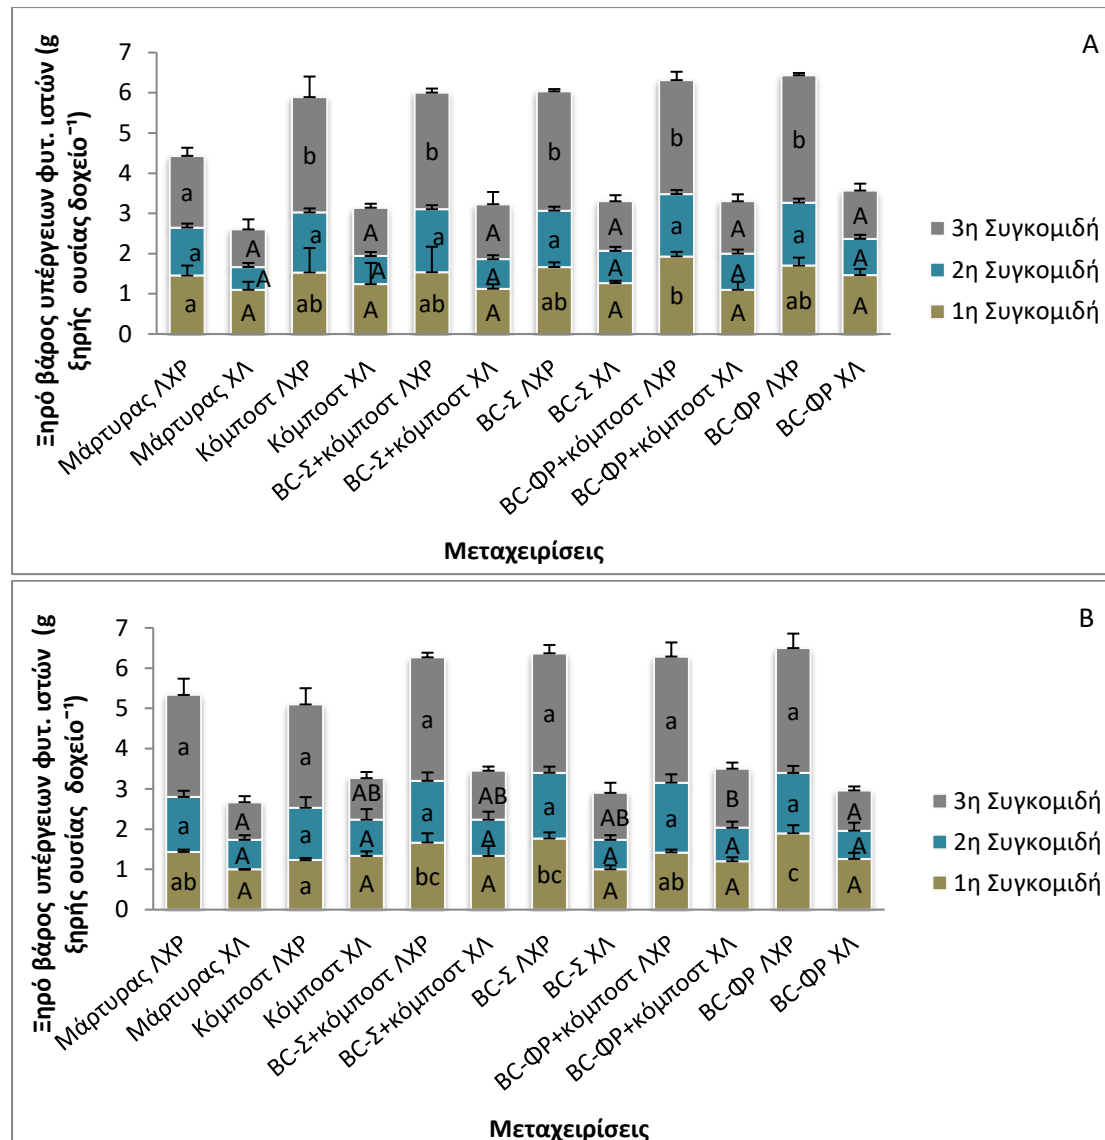 A
Ξηρό βάρος υπέργειων φυτ. ιστών (g
ξηρής ουσίας δοχείο⁻¹)
7
6
5
4
3
2
1
0
a
a
a
A
A
A
b
a
ab
A
A
A
b
a
ab
A
A
A
b
a
ab
A
A
A
b
a
b
A
A
A
b
a
ab
A
A
A
3η Συγκομιδή
2η Συγκομιδή
1η Συγκομιδή
Μάρτυρας ΛΧΡ
Μάρτυρας ΧΛ
Κόμποστ ΛΧΡ
Κόμποστ ΧΛ
BC-Σ+κόμποστ ΛΧΡ
BC-Σ+κόμποστ ΧΛ
BC-Σ ΛΧΡ
BC-Σ ΧΛ
BC-ΦΡ+κόμποστ ΛΧΡ
BC-ΦΡ+κόμποστ ΧΛ
BC-ΦΡ ΛΧΡ
BC-ΦΡ ΧΛ
Μεταχειρίσεις
B
Ξηρό βάρος υπέργειων φυτ. ιστών (g
ξηρής ουσίας δοχείο⁻¹)
7
6
5
4
3
2
1
0
a
a
ab
A
A
A
a
a
a
AB
A
A
a
a
bc
AB
A
A
a
a
bc
AB
A
A
a
a
ab
B
A
A
a
a
c
A
A
A
3η Συγκομιδή
2η Συγκομιδή
1η Συγκομιδή
Μάρτυρας ΛΧΡ
Μάρτυρας ΧΛ
Κόμποστ ΛΧΡ
Κόμποστ ΧΛ
BC-Σ+κόμποστ ΛΧΡ
BC-Σ+κόμποστ ΧΛ
BC-Σ ΛΧΡ
BC-Σ ΧΛ
BC-ΦΡ+κόμποστ ΛΧΡ
BC-ΦΡ+κόμποστ ΧΛ
BC-ΦΡ ΛΧΡ
BC-ΦΡ ΧΛ
Μεταχειρίσεις